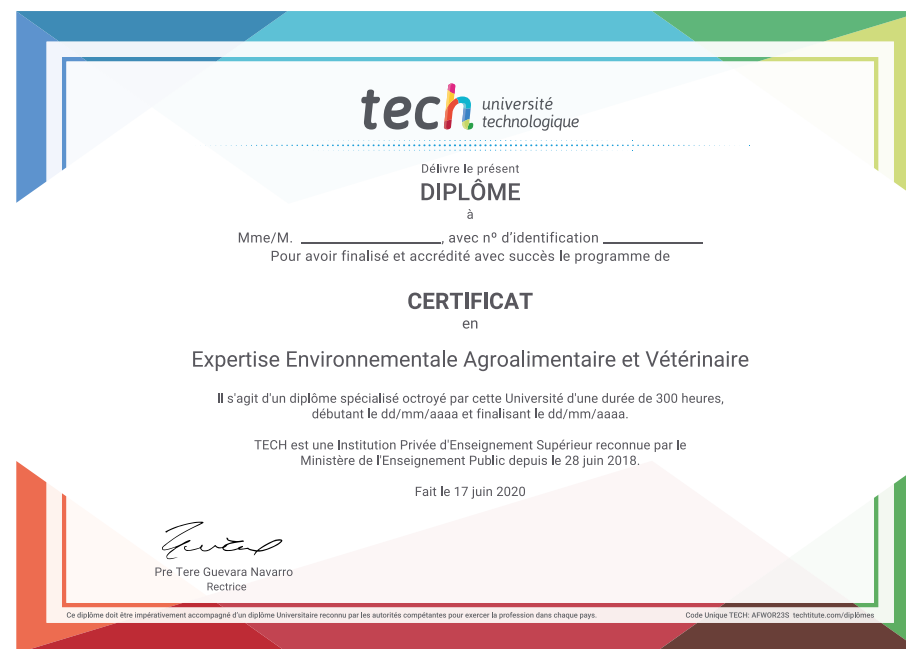 tech université
technologique
Délivre le présent
DIPLÔME
à
Mme/M. ____________________, avec nº d'identification ______________
Pour avoir finalisé et accrédité avec succès le programme de
CERTIFICAT
en
Expertise Environnementale Agroalimentaire et Vétérinaire
Il s'agit d'un diplôme spécialisé octroyé par cette Université d'une durée de 300 heures,
débutant le dd/mm/aaaa et finalisant le dd/mm/aaaa.
TECH est une Institution Privée d'Enseignement Supérieur reconnue par le
Ministère de l'Enseignement Public depuis le 28 juin 2018.
Fait le 17 juin 2020
Pre Tere Guevara Navarro
Rectrice
Ce diplôme doit être impérativement accompagné d'un diplôme Universitaire reconnu par les autorités compétentes pour exercer la profession dans chaque pays. Code Unique TECH: AFWOR23S techtitute.com/diplômes